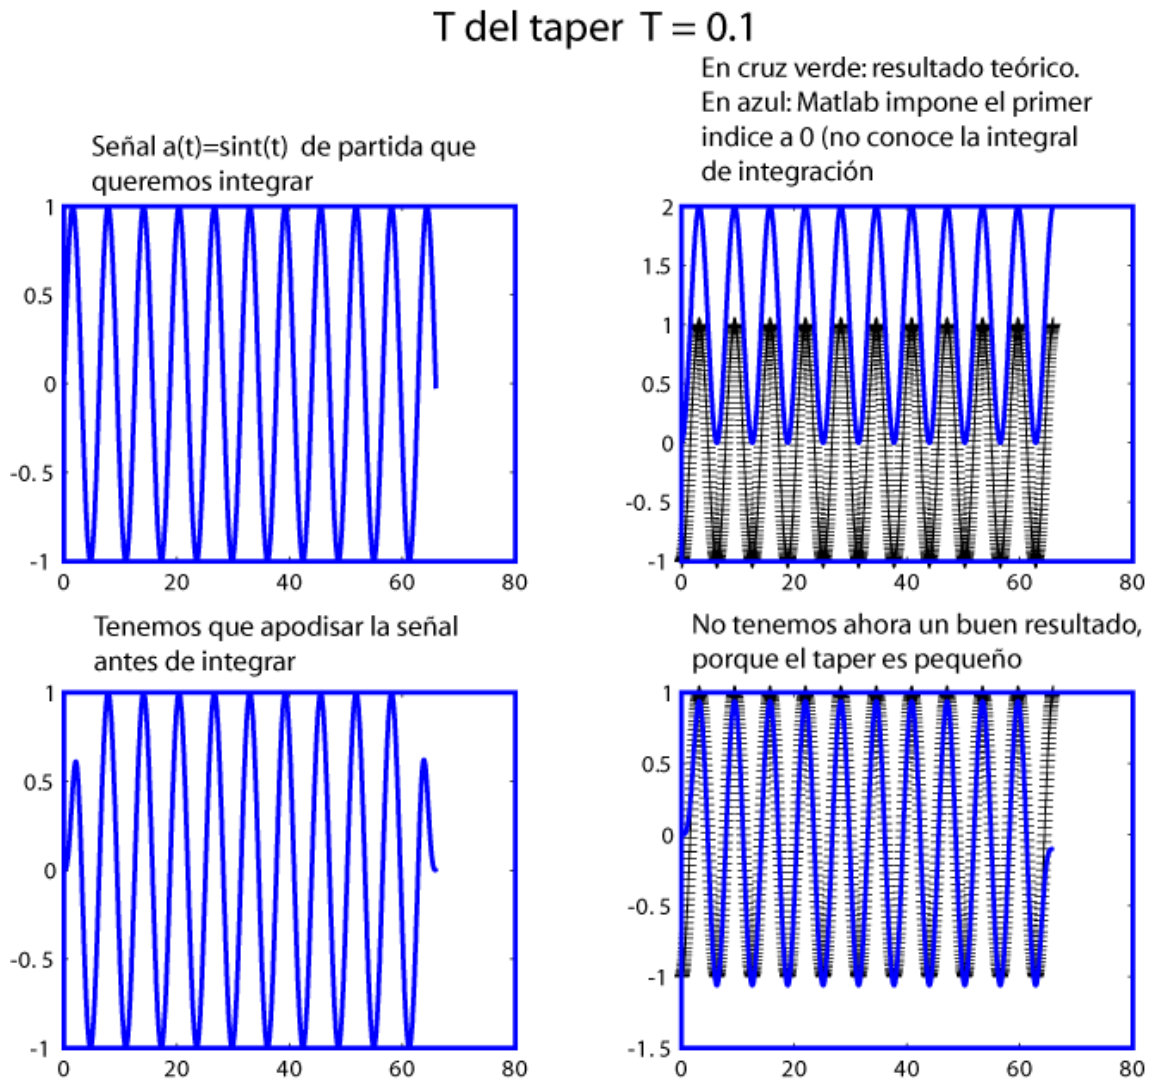 T del taper T = 0.1
Señal a(t)=sint(t) de partida que
queremos integrar
1
0.5
0
-0. 5
-1
0 20 40 60 80
En cruz verde: resultado teórico.
En azul: Matlab impone el primer
indice a 0 (no conoce la integral
de integración
2
1.5
1
0.5
0
-0. 5
-1
0 20 40 60 80
Tenemos que apodisar la señal
antes de integrar
1
0.5
0
-0. 5
-1
0 20 40 60 80
No tenemos ahora un buen resultado,
porque el taper es pequeño
1
0.5
0
-0. 5
-1
-1. 5
0 20 40 60 80